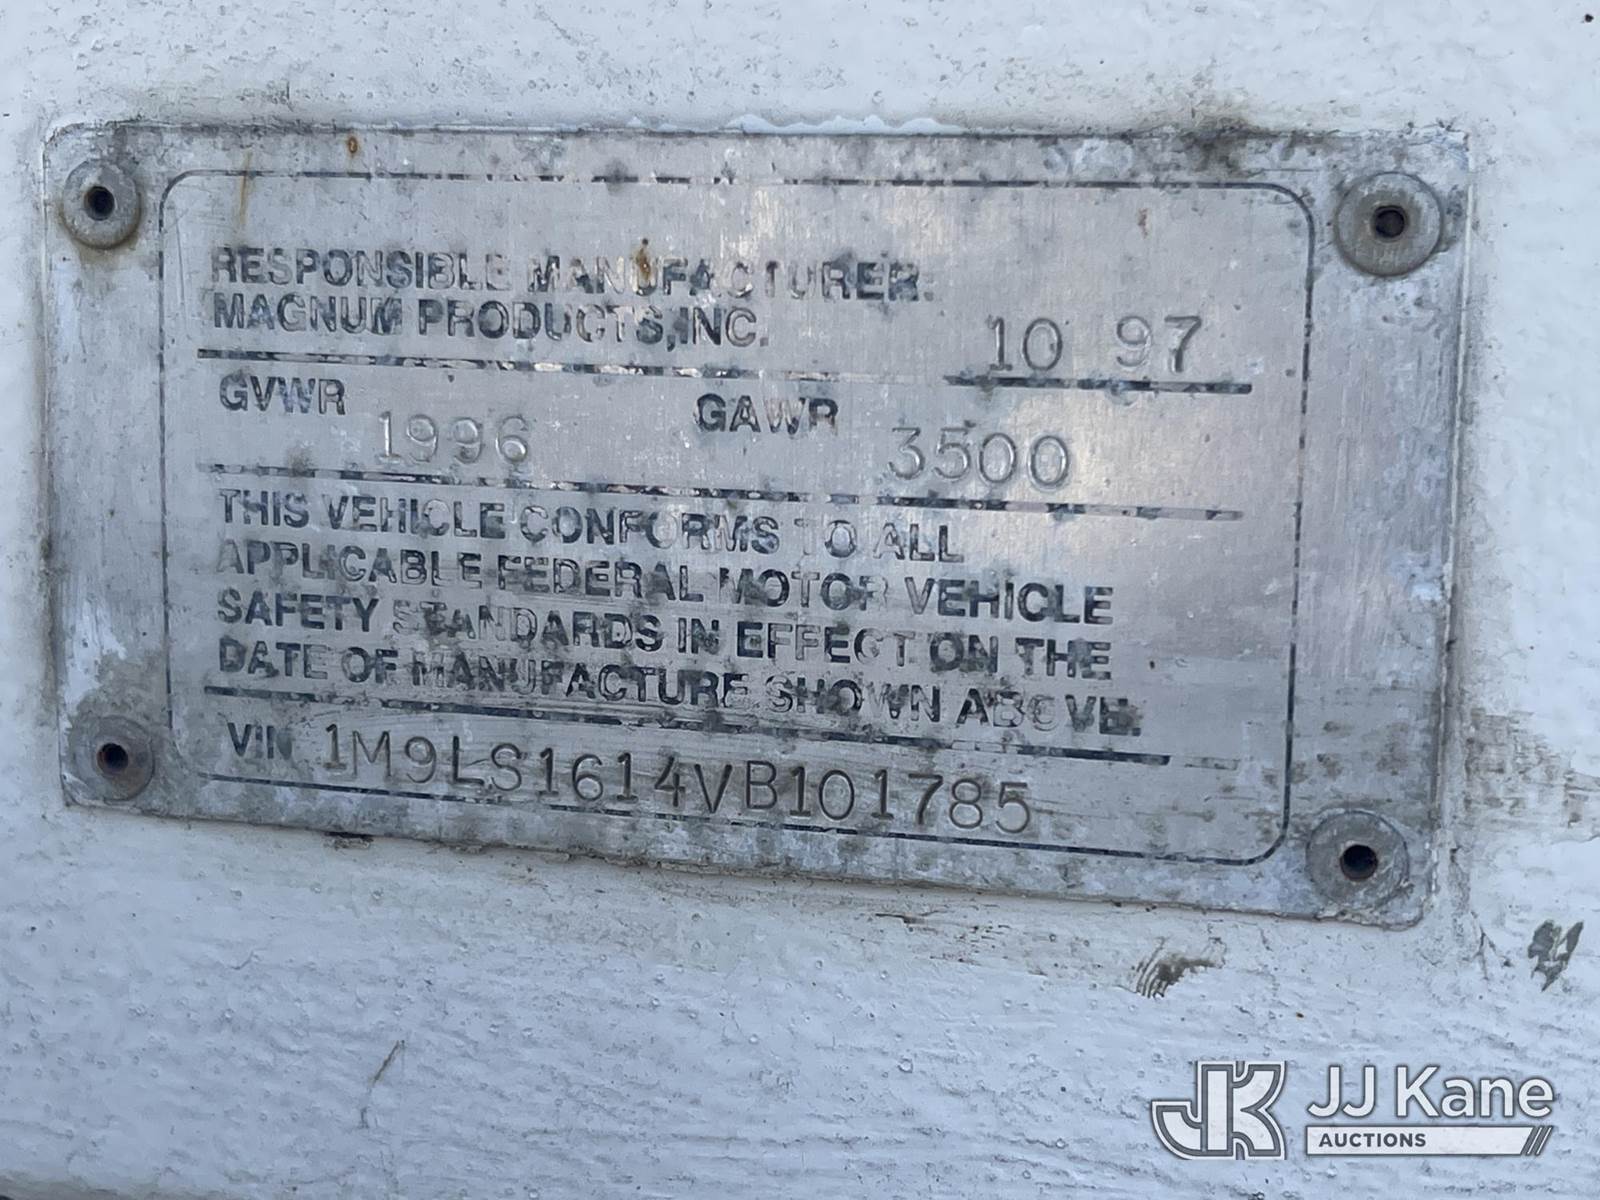 RESPONSIBLE MANUFACTURER:
MAGNUM PRODUCTS, INC. 10 97
GVWR 1996 GAWR 3500
THIS VEHICLE CONFORMS TO ALL
APPLICABLE FEDERAL MOTOR VEHICLE
SAFETY STANDARDS IN EFFECT ON THE
DATE OF MANUFACTURE SHOWN ABOVE.
VIN 1M9LS1614VB101785
JK JJ Kane
AUCTIONS